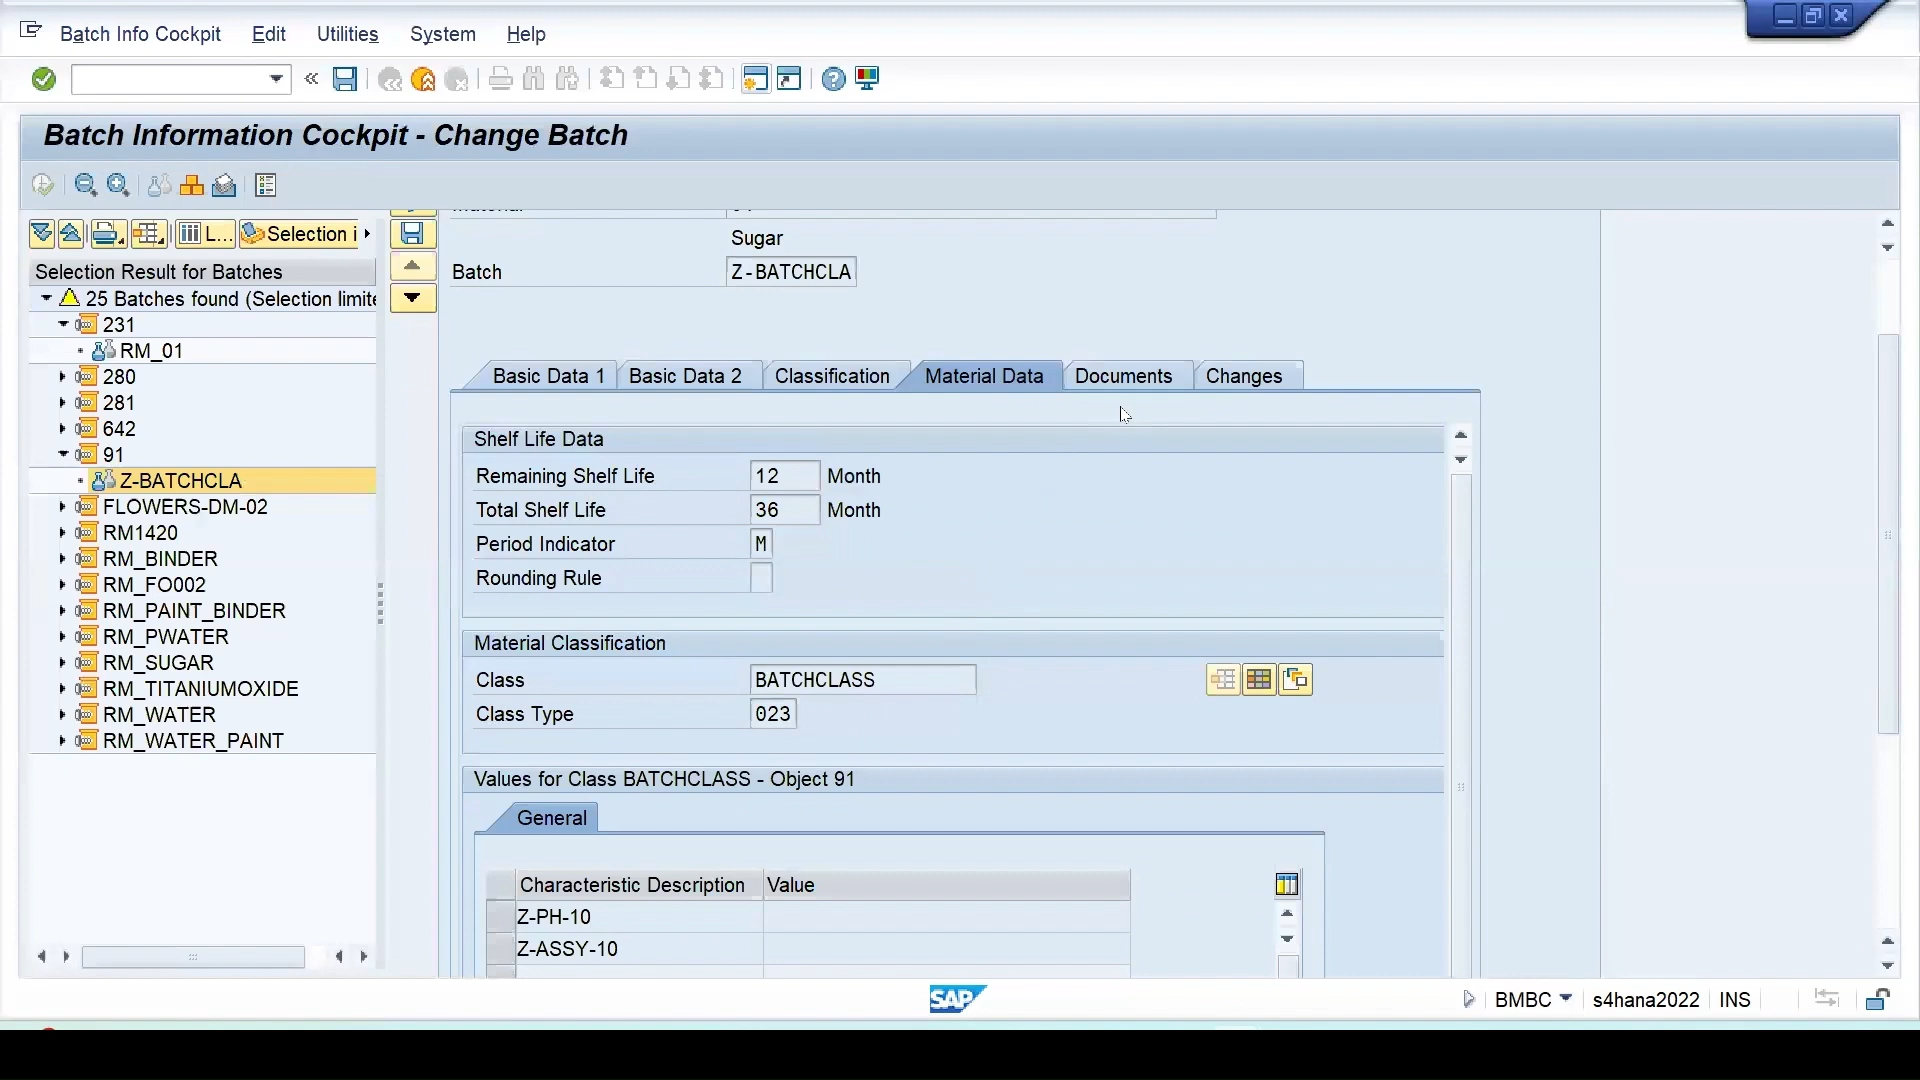 Batch Info Cockpit Edit Utilities System Help
Batch Information Cockpit - Change Batch
L... Selection i
Selection Result for Batches
25 Batches found (Selection limite
231
RM_01
280
281
642
91
Z-BATCHCLA
FLOWERS-DM-02
RM1420
RM_BINDER
RM_FO002
RM_PAINT_BINDER
RM_PWATER
RM_SUGAR
RM_TITANIUMOXIDE
RM_WATER
RM_WATER_PAINT
Sugar
Batch Z-BATCHCLA
Basic Data 1 Basic Data 2 Classification Material Data Documents Changes
Shelf Life Data
Remaining Shelf Life 12 Month
Total Shelf Life 36 Month
Period Indicator M
Rounding Rule
Material Classification
Class BATCHCLASS
Class Type 023
Values for Class BATCHCLASS - Object 91
General
Characteristic Description Value
Z-PH-10
Z-ASSY-10
SAP
BMBC s4hana2022 INS